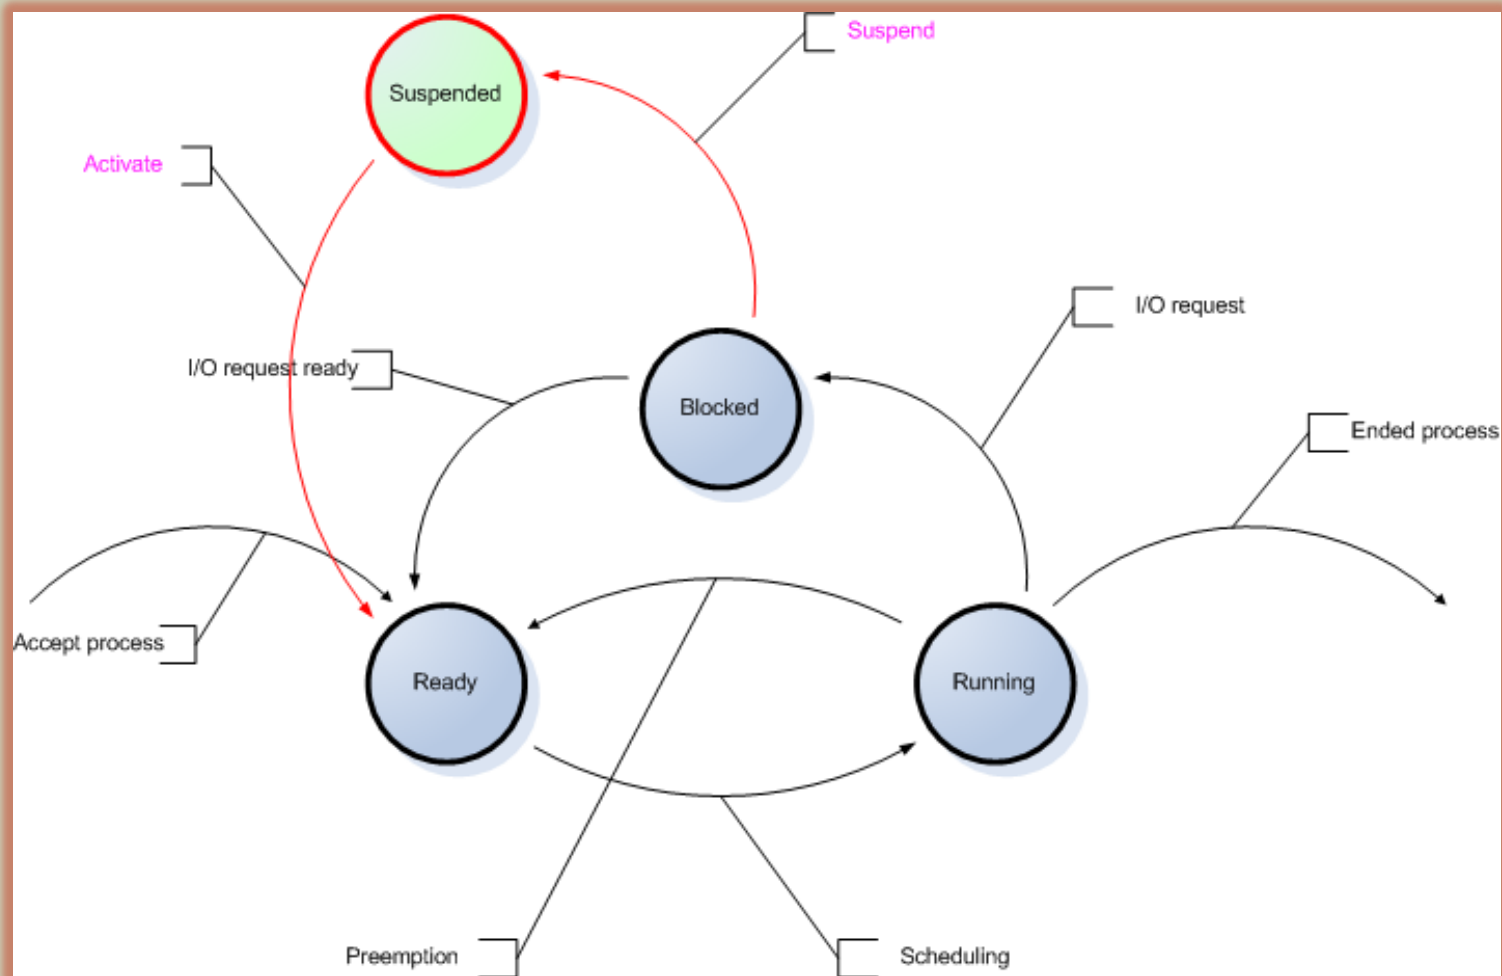 Suspend
Suspended
Activate
I/O request
I/O request ready
Blocked
Ended process
Accept process
Ready
Running
Preemption
Scheduling